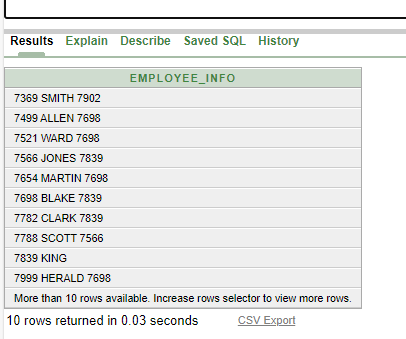 Results Explain Describe Saved SQL History
EMPLOYEE_INFO
7369 SMITH 7902
7499 ALLEN 7698
7521 WARD 7698
7566 JONES 7839
7654 MARTIN 7698
7698 BLAKE 7839
7782 CLARK 7839
7788 SCOTT 7566
7839 KING
7999 HERALD 7698
More than 10 rows available. Increase rows selector to view more rows.
10 rows returned in 0.03 seconds CSV Export